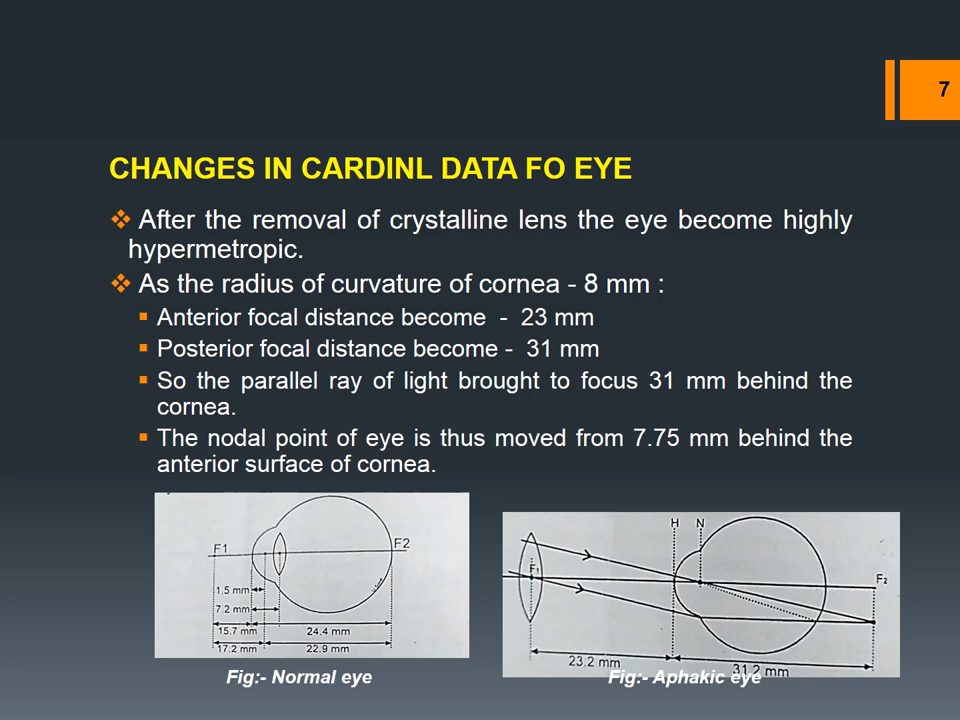 7
CHANGES IN CARDINL DATA FO EYE
After the removal of crystalline lens the eye become highly
hypermetropic.
As the radius of curvature of cornea - 8 mm :
Anterior focal distance become - 23 mm
Posterior focal distance become - 31 mm
So the parallel ray of light brought to focus 31 mm behind the
cornea.
The nodal point of eye is thus moved from 7.75 mm behind the
anterior surface of cornea.
F1
F2
1.5 mm
7.2 mm
15.7 mm
24.4 mm
17.2 mm
22.9 mm
Fig:- Normal eye
H N
F₁
F₂
23.2 mm
31.2 mm
Fig:- Aphakic eye